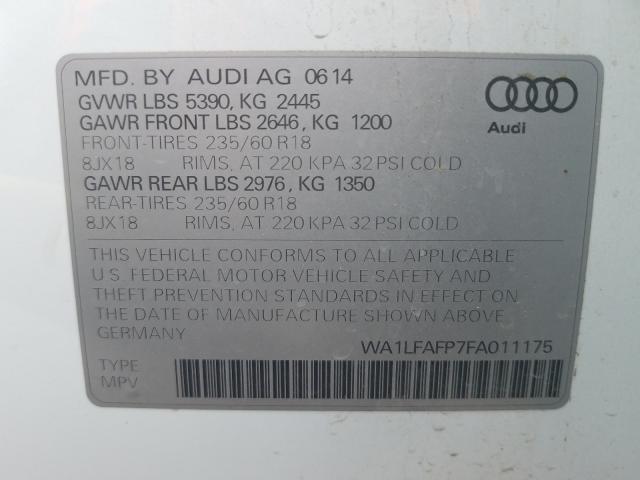 MFD. BY AUDI AG 06 14
GVWR LBS 5390, KG 2445
GAWR FRONT LBS 2646, KG 1200
FRONT-TIRES 235/60 R18
8JX18 RIMS, AT 220 KPA 32 PSI COLD
GAWR REAR LBS 2976, KG 1350
REAR-TIRES 235/60 R18
8JX18 RIMS, AT 220 KPA 32 PSI COLD
Audi
THIS VEHICLE CONFORMS TO ALL APPLICABLE
U.S. FEDERAL MOTOR VEHICLE SAFETY AND
THEFT PREVENTION STANDARDS IN EFFECT ON
THE DATE OF MANUFACTURE SHOWN ABOVE.
WA1LFAFP7FA011175
TYPE
MPV